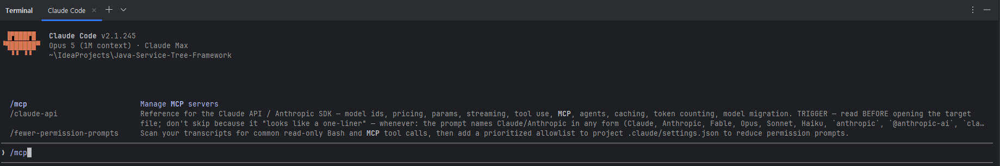 Terminal
Claude Code × + ⌄
Claude Code v2.1.245
Opus 5 (1M context) · Claude Max
~\IdeaProjects\Java-Service-Tree-Framework
/mcp Manage MCP servers
/claude-api Reference for the Claude API / Anthropic SDK — model ids, pricing, params, streaming, tool use, MCP, agents, caching, token counting, model migration. TRIGGER — read BEFORE opening the target
file; don't skip because it "looks like a one-liner" — whenever: the prompt names Claude/Anthropic in any form (Claude, Anthropic, Fable, Opus, Sonnet, Haiku, `anthropic`, `@anthropic-ai`, `cla…
/fewer-permission-prompts Scan your transcripts for common read-only Bash and MCP tool calls, then add a prioritized allowlist to project .claude/settings.json to reduce permission prompts.
❯ /mcp